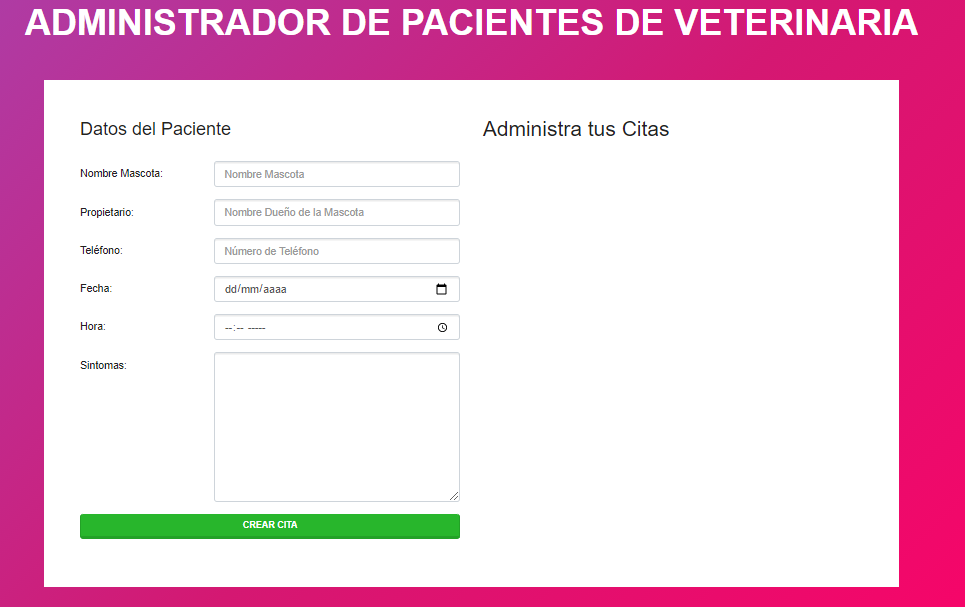 ADMINISTRADOR DE PACIENTES DE VETERINARIA
Datos del Paciente
Nombre Mascota: Nombre Mascota
Propietario: Nombre Dueño de la Mascota
Teléfono: Número de Teléfono
Fecha: dd/mm/aaaa
Hora: --:-- -----
Sintomas:
CREAR CITA
Administra tus Citas